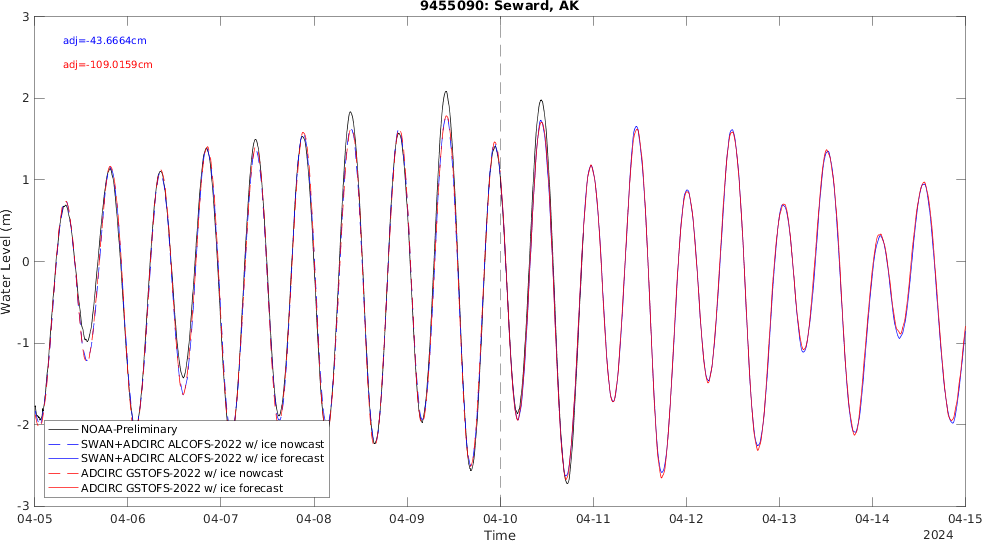 9455090: Seward, AK
adj=-43.6664cm
adj=-109.0159cm
Water Level (m)
3
2
1
0
-1
-2
-3
NOAA-Preliminary
SWAN+ADCIRC ALCOFS-2022 w/ ice nowcast
SWAN+ADCIRC ALCOFS-2022 w/ ice forecast
ADCIRC GSTOFS-2022 w/ ice nowcast
ADCIRC GSTOFS-2022 w/ ice forecast
04-05 04-06 04-07 04-08 04-09 04-10 04-11 04-12 04-13 04-14 04-15
Time
2024